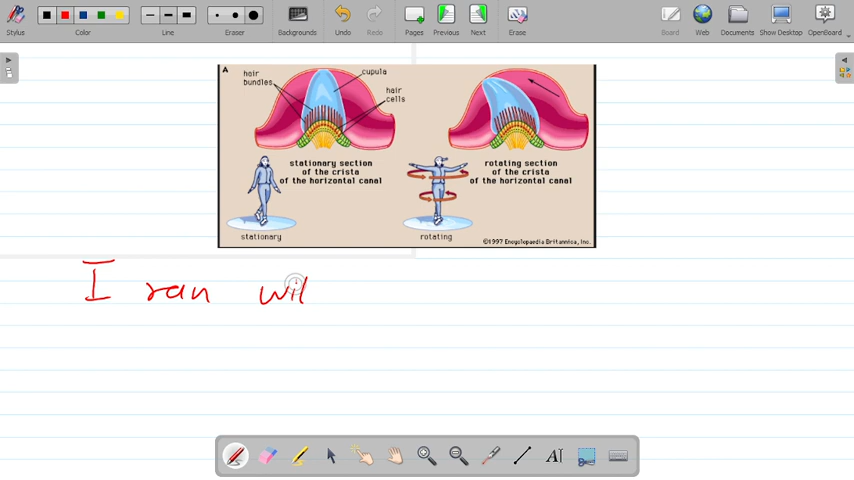 Stylus
Color
Line
Eraser
Backgrounds
Undo
Redo
Pages
Previous
Next
Erase
Board
Web
Documents
Show Desktop
OpenBoard
A
hair
bundles
cupula
hair
cells
stationary section
of the crista
of the horizontal canal
rotating section
of the crista
of the horizontal canal
stationary
rotating
©1997 Encyclopaedia Britannica, Inc.
I ran wil